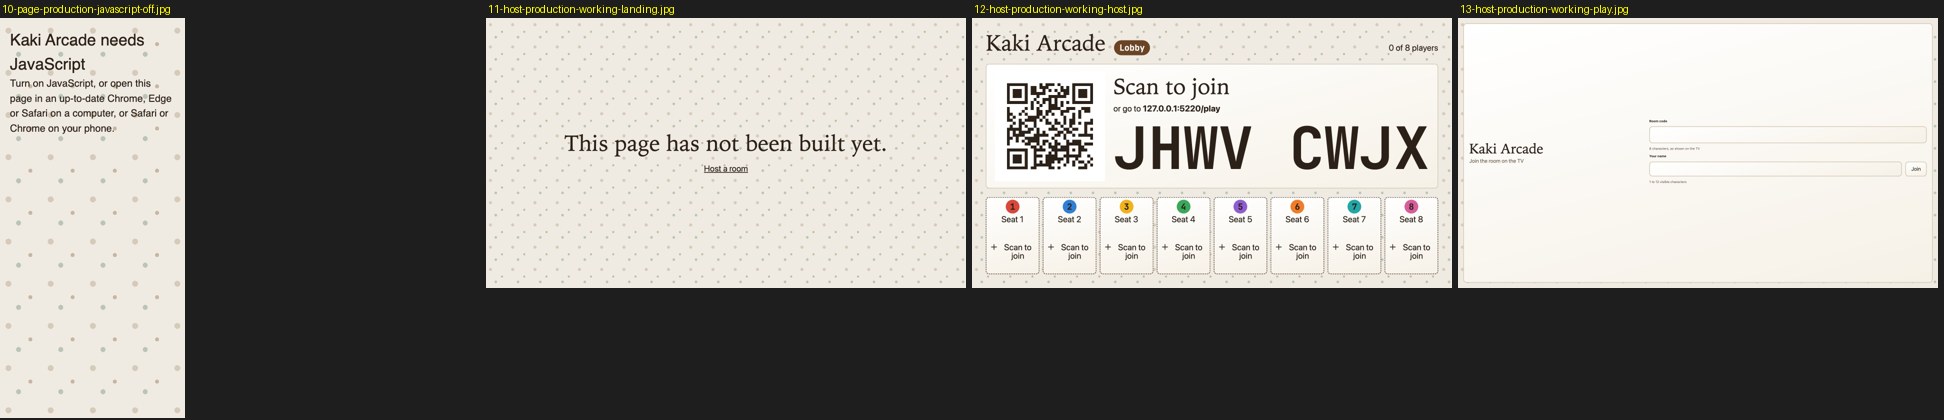 10-page-production-javascript-off.jpg
Kaki Arcade needs
JavaScript
Turn on JavaScript, or open this
page in an up-to-date Chrome, Edge
or Safari on a computer, or Safari or
Chrome on your phone.
11-host-production-working-landing.jpg
This page has not been built yet.
Host a room
12-host-production-working-host.jpg
Kaki Arcade Lobby
0 of 8 players
Scan to join
or go to 127.0.0.1:5220/play
JHWV CWJX
1 2 3 4 5 6 7 8
Seat 1 Seat 2 Seat 3 Seat 4 Seat 5 Seat 6 Seat 7 Seat 8
+ Scan to + Scan to + Scan to + Scan to + Scan to + Scan to + Scan to + Scan to
join join join join join join join join
13-host-production-working-play.jpg
Kaki Arcade
Join the room on the TV
Room code
8 characters, as shown on the TV
Your name
Join